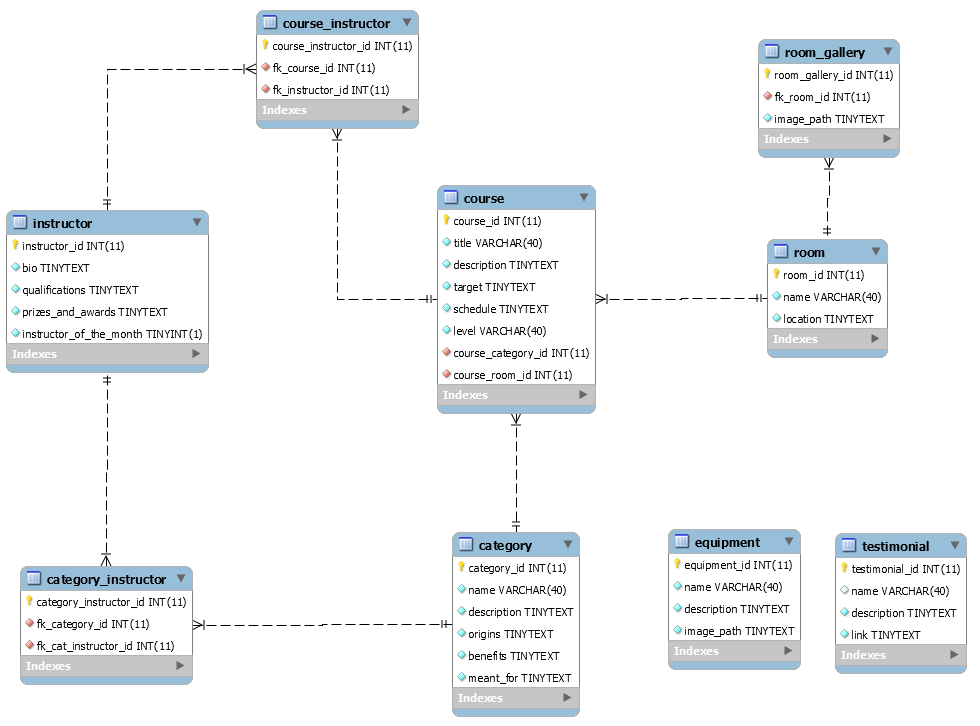 course_instructor
course_instructor_id INT(11)
fk_course_id INT(11)
fk_instructor_id INT(11)
Indexes
room_gallery
room_gallery_id INT(11)
fk_room_id INT(11)
image_path TINYTEXT
Indexes
instructor
instructor_id INT(11)
bio TINYTEXT
qualifications TINYTEXT
prizes_and_awards TINYTEXT
instructor_of_the_month TINYINT(1)
Indexes
course
course_id INT(11)
title VARCHAR(40)
description TINYTEXT
target TINYTEXT
schedule TINYTEXT
level VARCHAR(40)
course_category_id INT(11)
course_room_id INT(11)
Indexes
room
room_id INT(11)
name VARCHAR(40)
location TINYTEXT
Indexes
category_instructor
category_instructor_id INT(11)
fk_category_id INT(11)
fk_cat_instructor_id INT(11)
Indexes
category
category_id INT(11)
name VARCHAR(40)
description TINYTEXT
origins TINYTEXT
benefits TINYTEXT
meant_for TINYTEXT
Indexes
equipment
equipment_id INT(11)
name VARCHAR(40)
description TINYTEXT
image_path TINYTEXT
Indexes
testimonial
testimonial_id INT(11)
name VARCHAR(40)
description TINYTEXT
link TINYTEXT
Indexes